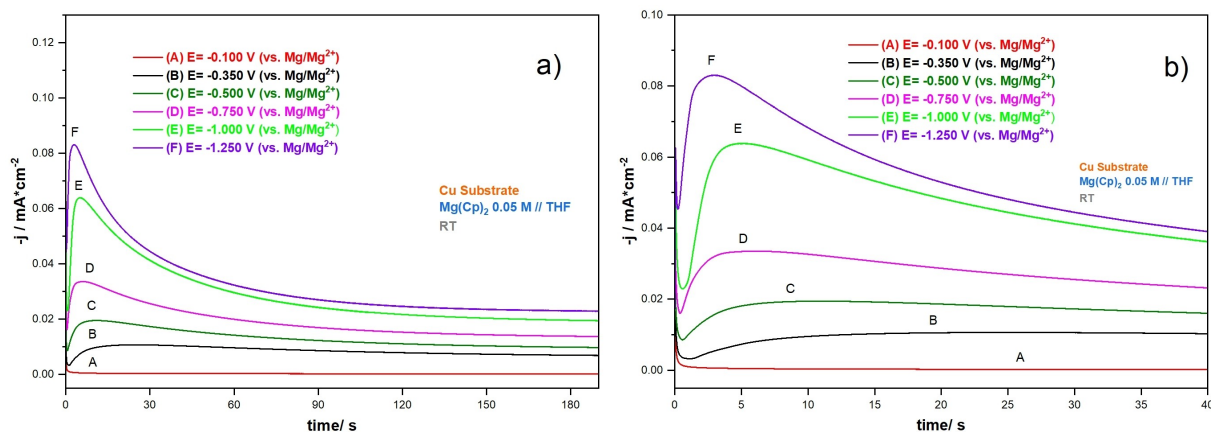 0.12
0.10
0.08
0.06
0.04
0.02
0.00
-j / mA*cm-2
0 30 60 90 120 150 180
time/ s
(A) E= -0.100 V (vs. Mg/Mg2+)
(B) E= -0.350 V (vs. Mg/Mg2+)
(C) E= -0.500 V (vs. Mg/Mg2+)
(D) E= -0.750 V (vs. Mg/Mg2+)
(E) E= -1.000 V (vs. Mg/Mg2+)
(F) E= -1.250 V (vs. Mg/Mg2+)
a)
F
E
D
C
B
A
Cu Substrate
Mg(Cp)2 0.05 M // THF
RT
0.10
0.08
0.06
0.04
0.02
0.00
-j / mA*cm-2
0 5 10 15 20 25 30 35 40
time/ s
(A) E= -0.100 V (vs. Mg/Mg2+)
(B) E= -0.350 V (vs. Mg/Mg2+)
(C) E= -0.500 V (vs. Mg/Mg2+)
(D) E= -0.750 V (vs. Mg/Mg2+)
(E) E= -1.000 V (vs. Mg/Mg2+)
(F) E= -1.250 V (vs. Mg/Mg2+)
b)
F
E
D
C
B
A
Cu Substrate
Mg(Cp)2 0.05 M // THF
RT